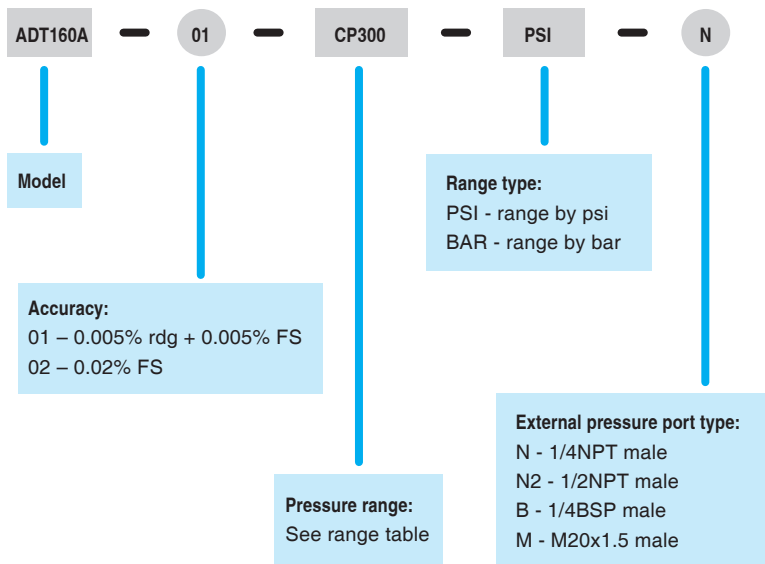 ADT160A - 01 - CP300 - PSI - N
Model
Range type:
PSI - range by psi
BAR - range by bar
Accuracy:
01 – 0.005% rdg + 0.005% FS
02 – 0.02% FS
External pressure port type:
N - 1/4NPT male
N2 - 1/2NPT male
B - 1/4BSP male
M - M20x1.5 male
Pressure range:
See range table